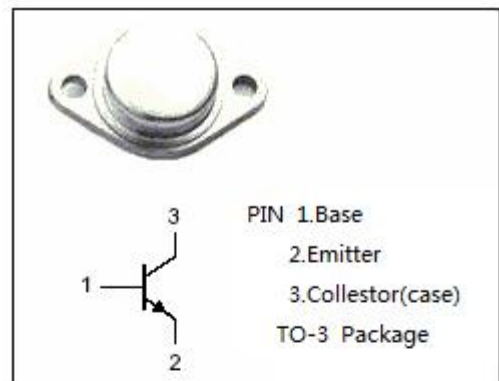 3
PIN 1.Base
1
2.Emitter
3.Collestor(case)
2
TO-3 Package